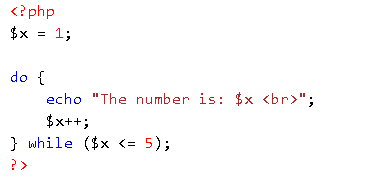 <?php
$x = 1;

do {
    echo "The number is: $x <br>";
    $x++;
} while ($x <= 5);
?>